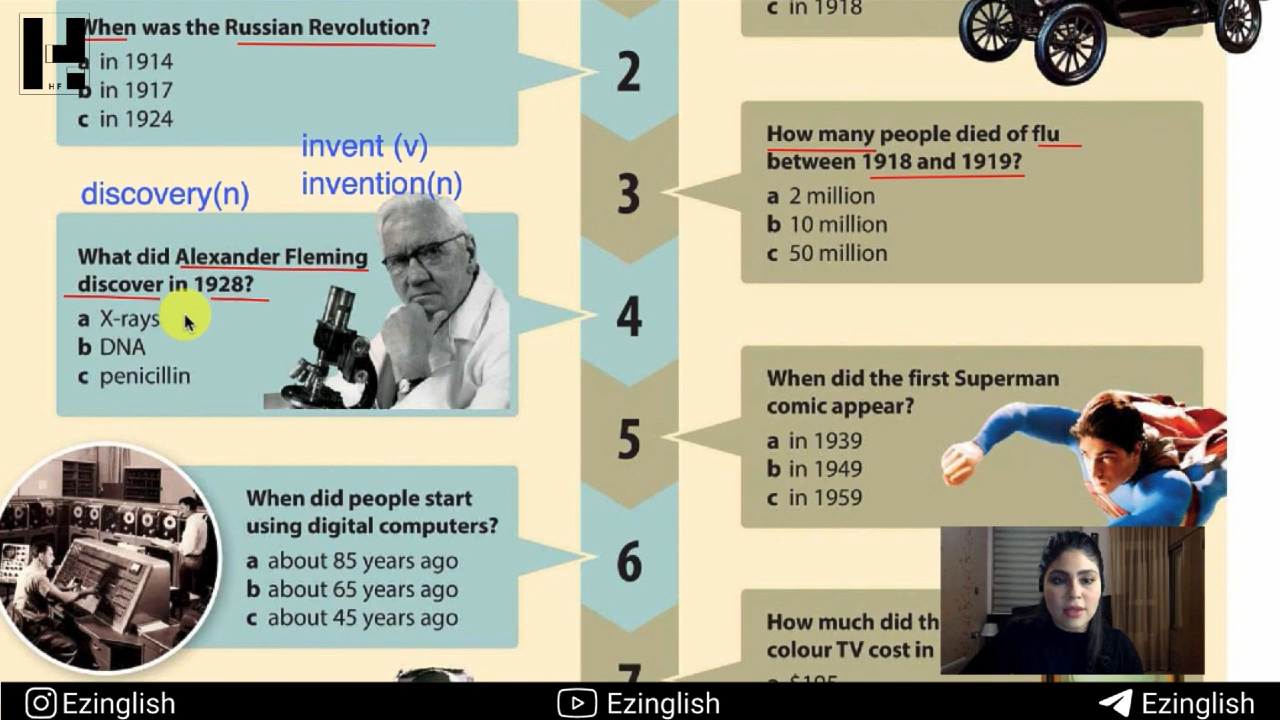 c in 1918
When was the Russian Revolution?
a in 1914
b in 1917
c in 1924
2
HF
invent (v)
invention(n)
discovery(n)
How many people died of flu
between 1918 and 1919?
a 2 million
b 10 million
c 50 million
3
What did Alexander Fleming
discover in 1928?
a X-rays
b DNA
c penicillin
4
When did the first Superman
comic appear?
a in 1939
b in 1949
c in 1959
5
When did people start
using digital computers?
a about 85 years ago
b about 65 years ago
c about 45 years ago
6
How much did th
colour TV cost in
7
Ezinglish
Ezinglish
Ezinglish